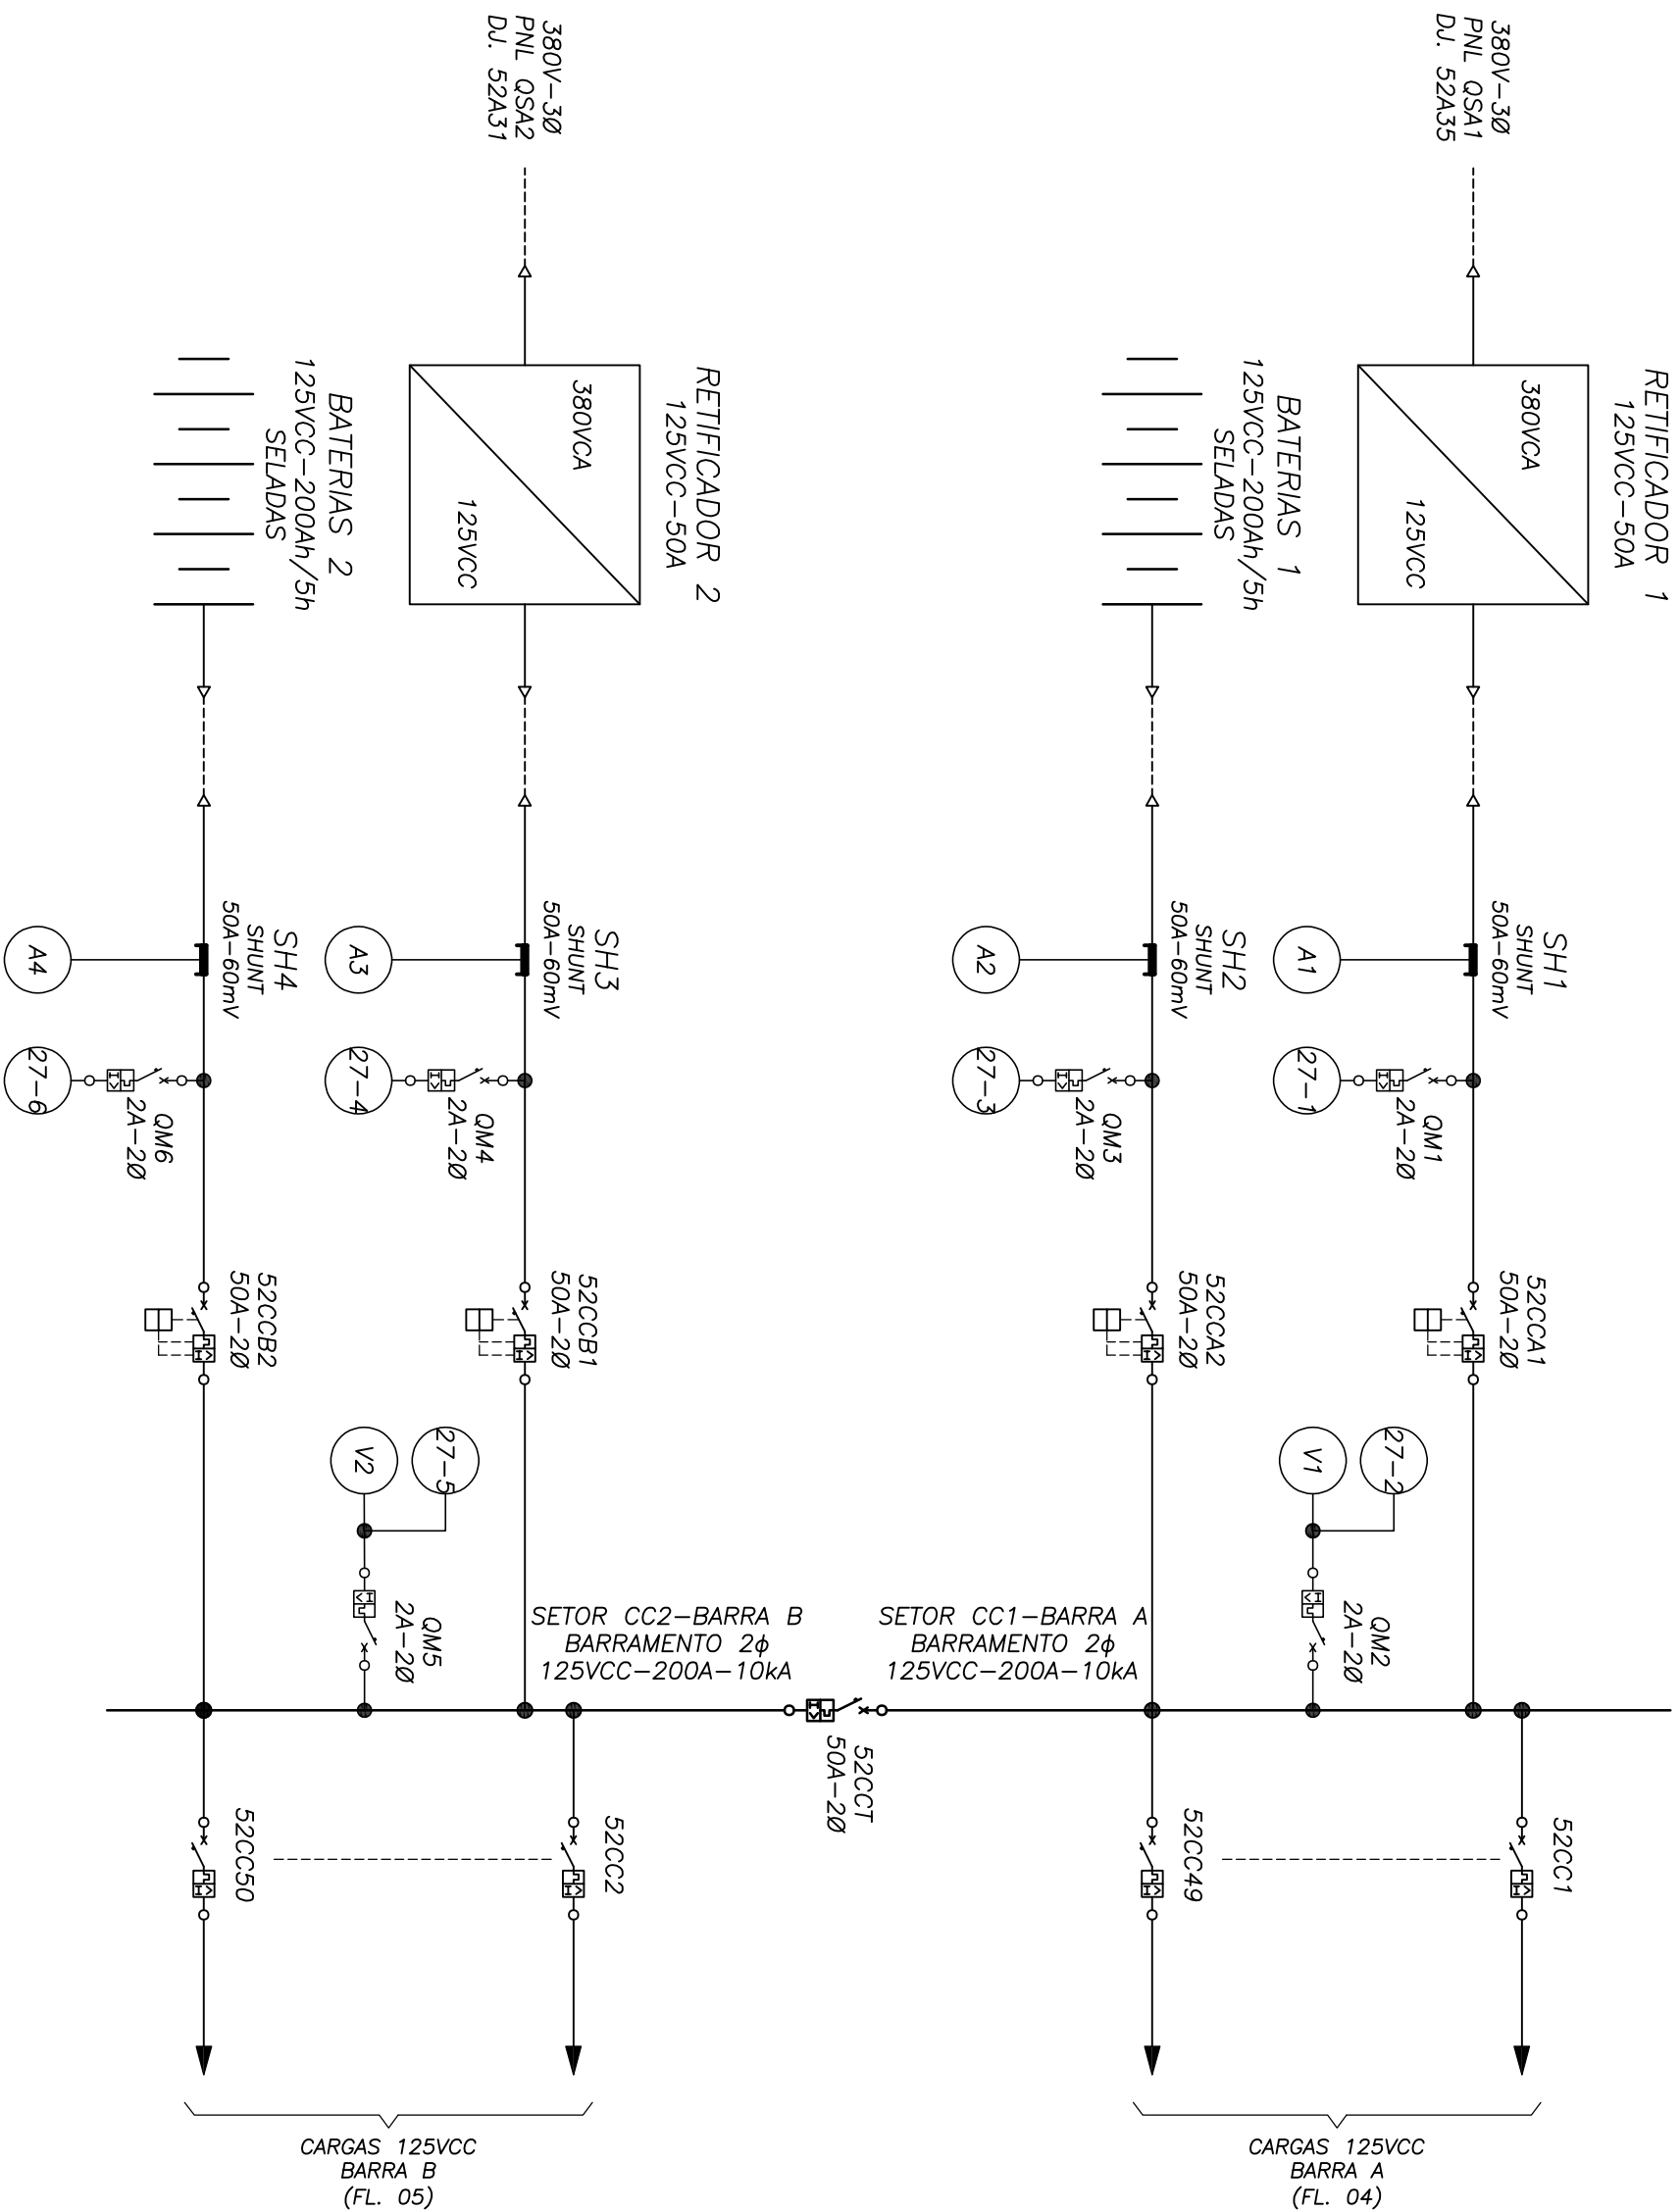 380V-3Ø
PNL QSA1
DJ. 52A35
RETIFICADOR 1
125VCC-50A
380VCA
125VCC
BATERIAS 1
125VCC-200Ah/5h
SELADAS
SH1
SHUNT
50A-60mV
A1
27-1
QM1
2A-2Ø
SH2
SHUNT
50A-60mV
A2
27-3
QM3
2A-2Ø
52CCA1
50A-2Ø
52CCA2
50A-2Ø
27-2
V1
QM2
2A-2Ø
SETOR CC1-BARRA A
BARRAMENTO 2ϕ
125VCC-200A-10kA
52CC1
52CC49
CARGAS 125VCC
BARRA A
(FL. 04)
52CCT
50A-2Ø
380V-3Ø
PNL QSA2
DJ. 52A31
RETIFICADOR 2
125VCC-50A
380VCA
125VCC
BATERIAS 2
125VCC-200Ah/5h
SELADAS
SH3
SHUNT
50A-60mV
A3
27-4
QM4
2A-2Ø
SH4
SHUNT
50A-60mV
A4
27-6
QM6
2A-2Ø
52CCB1
50A-2Ø
52CCB2
50A-2Ø
27-5
V2
QM5
2A-2Ø
SETOR CC2-BARRA B
BARRAMENTO 2ϕ
125VCC-200A-10kA
52CC2
52CC50
CARGAS 125VCC
BARRA B
(FL. 05)